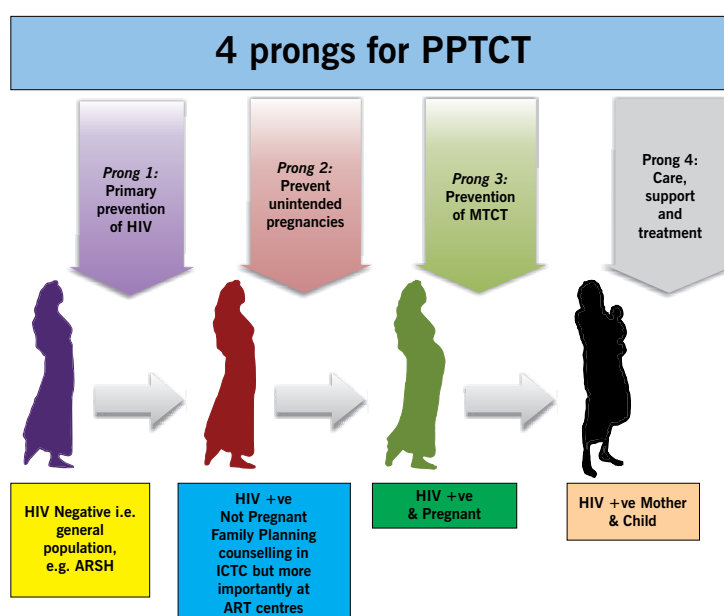 4 prongs for PPTCT
Prong 1:
Primary
prevention
of HIV
Prong 2:
Prevent
unintended
pregnancies
Prong 3:
Prevention
of MTCT
Prong 4:
Care,
support
and
treatment
HIV Negative i.e.
general
population,
e.g. ARSH
HIV +ve
Not Pregnant
Family Planning
counselling in
ICTC but more
importantly at
ART centres
HIV +ve
& Pregnant
HIV +ve Mother
& Child